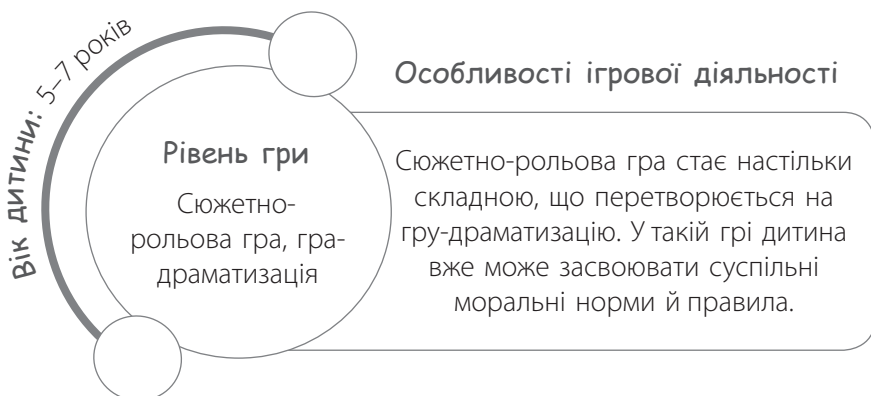 Вік дитини: 5–7 років
Рівень гри
Сюжетно-
рольова гра, гра-
драматизація
Особливості ігрової діяльності
Сюжетно-рольова гра стає настільки
складною, що перетворюється на
гру-драматизацію. У такій грі дитина
вже може засвоювати суспільні
моральні норми й правила.